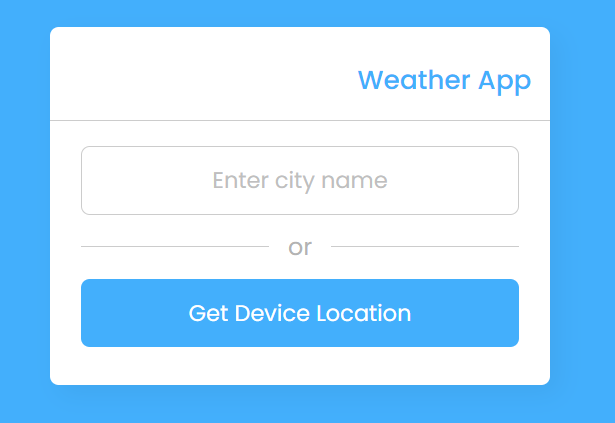 Weather App
Enter city name
or
Get Device Location